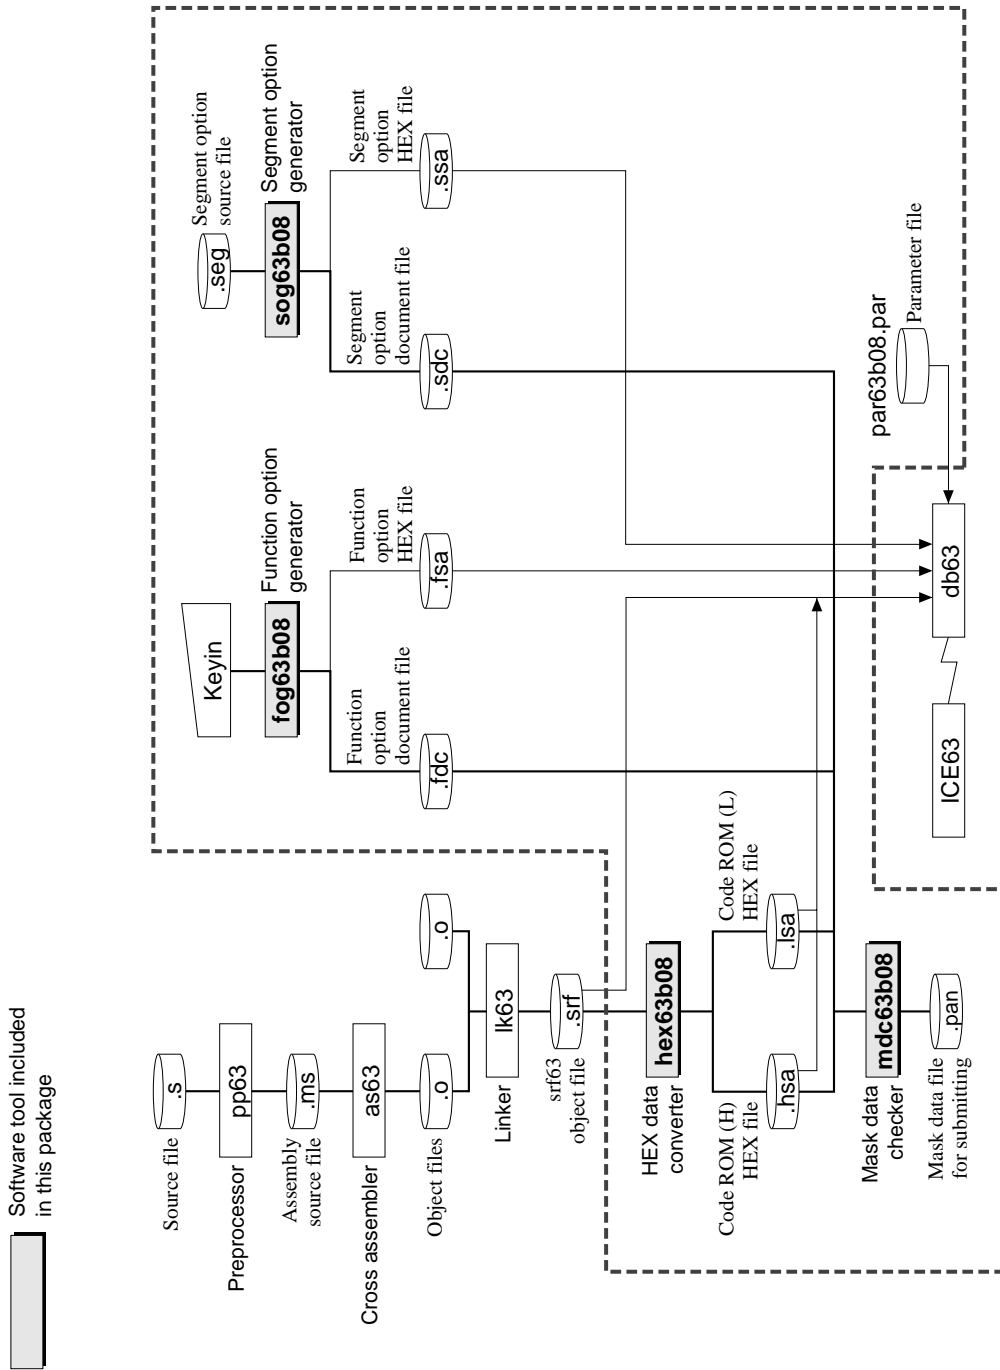 Software tool included
in this package
.s
Source file
pp63
Preprocessor
.ms
Assembly
source file
as63
Cross assembler
.o
.o
Object files
lk63
Linker
.srf
srf63
object file
hex63b08
HEX data
converter
.hsa
Code ROM (H)
HEX file
.lsa
Code ROM (L)
HEX file
mdc63b08
Mask data
checker
.pan
Mask data file
for submitting
Keyin
fog63b08
Function option
generator
.fdc
Function
option
document file
.fsa
Function
option
HEX file
.seg
Segment option
source file
sog63b08
Segment option
generator
.sdc
Segment
option
document file
.ssa
Segment
option
HEX file
par63b08.par
Parameter file
ICE63
db63